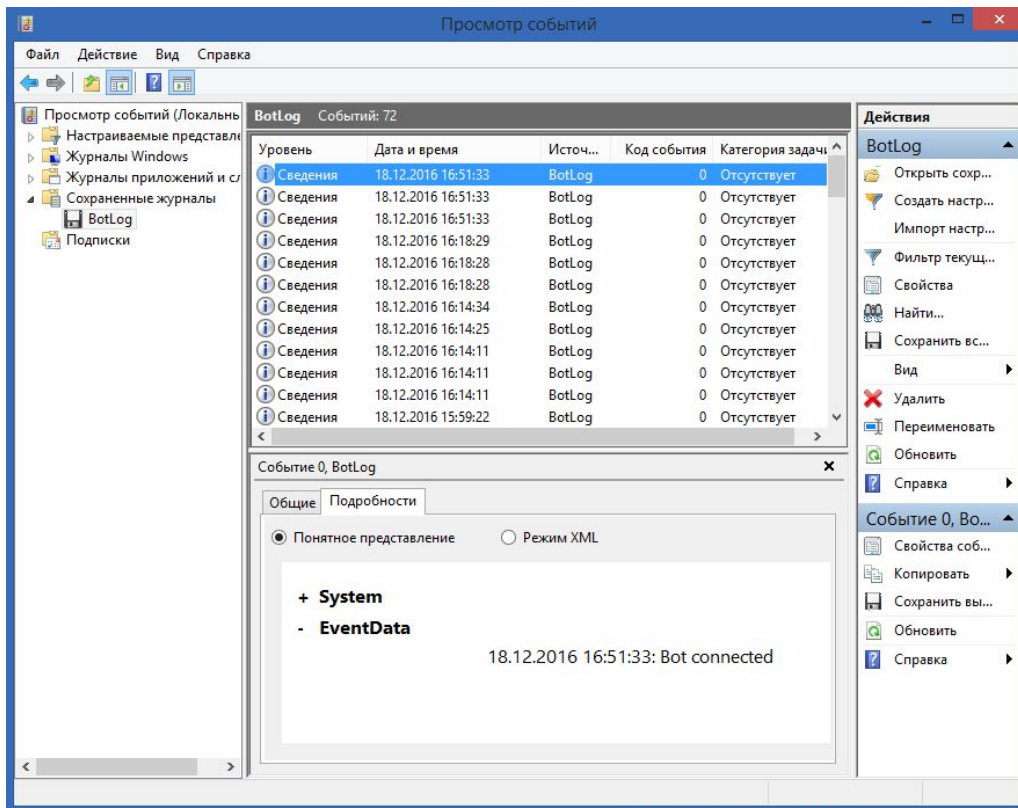 Просмотр событий
Файл Действие Вид Справка
Просмотр событий (Локальнь
Настраиваемые представле
Журналы Windows
Журналы приложений и сл
Сохраненные журналы
BotLog
Подписки
BotLog Событий: 72
Уровень Дата и время Источ... Код события Категория задачи
Сведения 18.12.2016 16:51:33 BotLog 0 Отсутствует
Сведения 18.12.2016 16:51:33 BotLog 0 Отсутствует
Сведения 18.12.2016 16:51:33 BotLog 0 Отсутствует
Сведения 18.12.2016 16:18:29 BotLog 0 Отсутствует
Сведения 18.12.2016 16:18:28 BotLog 0 Отсутствует
Сведения 18.12.2016 16:18:28 BotLog 0 Отсутствует
Сведения 18.12.2016 16:14:34 BotLog 0 Отсутствует
Сведения 18.12.2016 16:14:25 BotLog 0 Отсутствует
Сведения 18.12.2016 16:14:11 BotLog 0 Отсутствует
Сведения 18.12.2016 16:14:11 BotLog 0 Отсутствует
Сведения 18.12.2016 16:14:11 BotLog 0 Отсутствует
Сведения 18.12.2016 15:59:22 BotLog 0 Отсутствует
Событие 0, BotLog
Общие Подробности
Понятное представление Режим XML
+ System
- EventData
18.12.2016 16:51:33: Bot connected
Действия
BotLog
Открыть сохр...
Создать настр...
Импорт настр...
Фильтр текущ...
Свойства
Найти...
Сохранить вс...
Вид
Удалить
Переименовать
Обновить
Справка
Событие 0, Bo...
Свойства соб...
Копировать
Сохранить вы...
Обновить
Справка